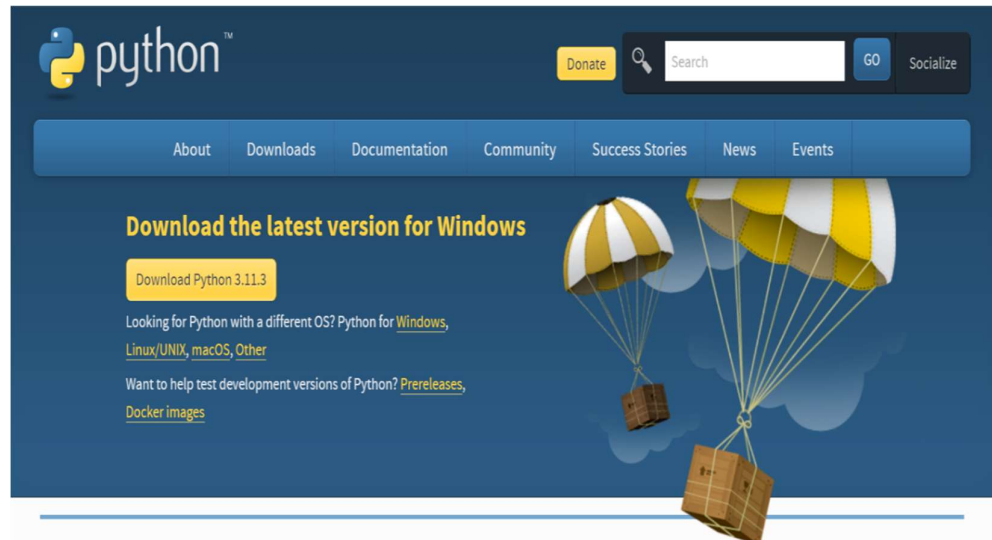 python™
Donate
Search
GO
Socialize
About Downloads Documentation Community Success Stories News Events
Download the latest version for Windows
Download Python 3.11.3
Looking for Python with a different OS? Python for Windows,
Linux/UNIX, macOS, Other
Want to help test development versions of Python? Prereleases,
Docker images